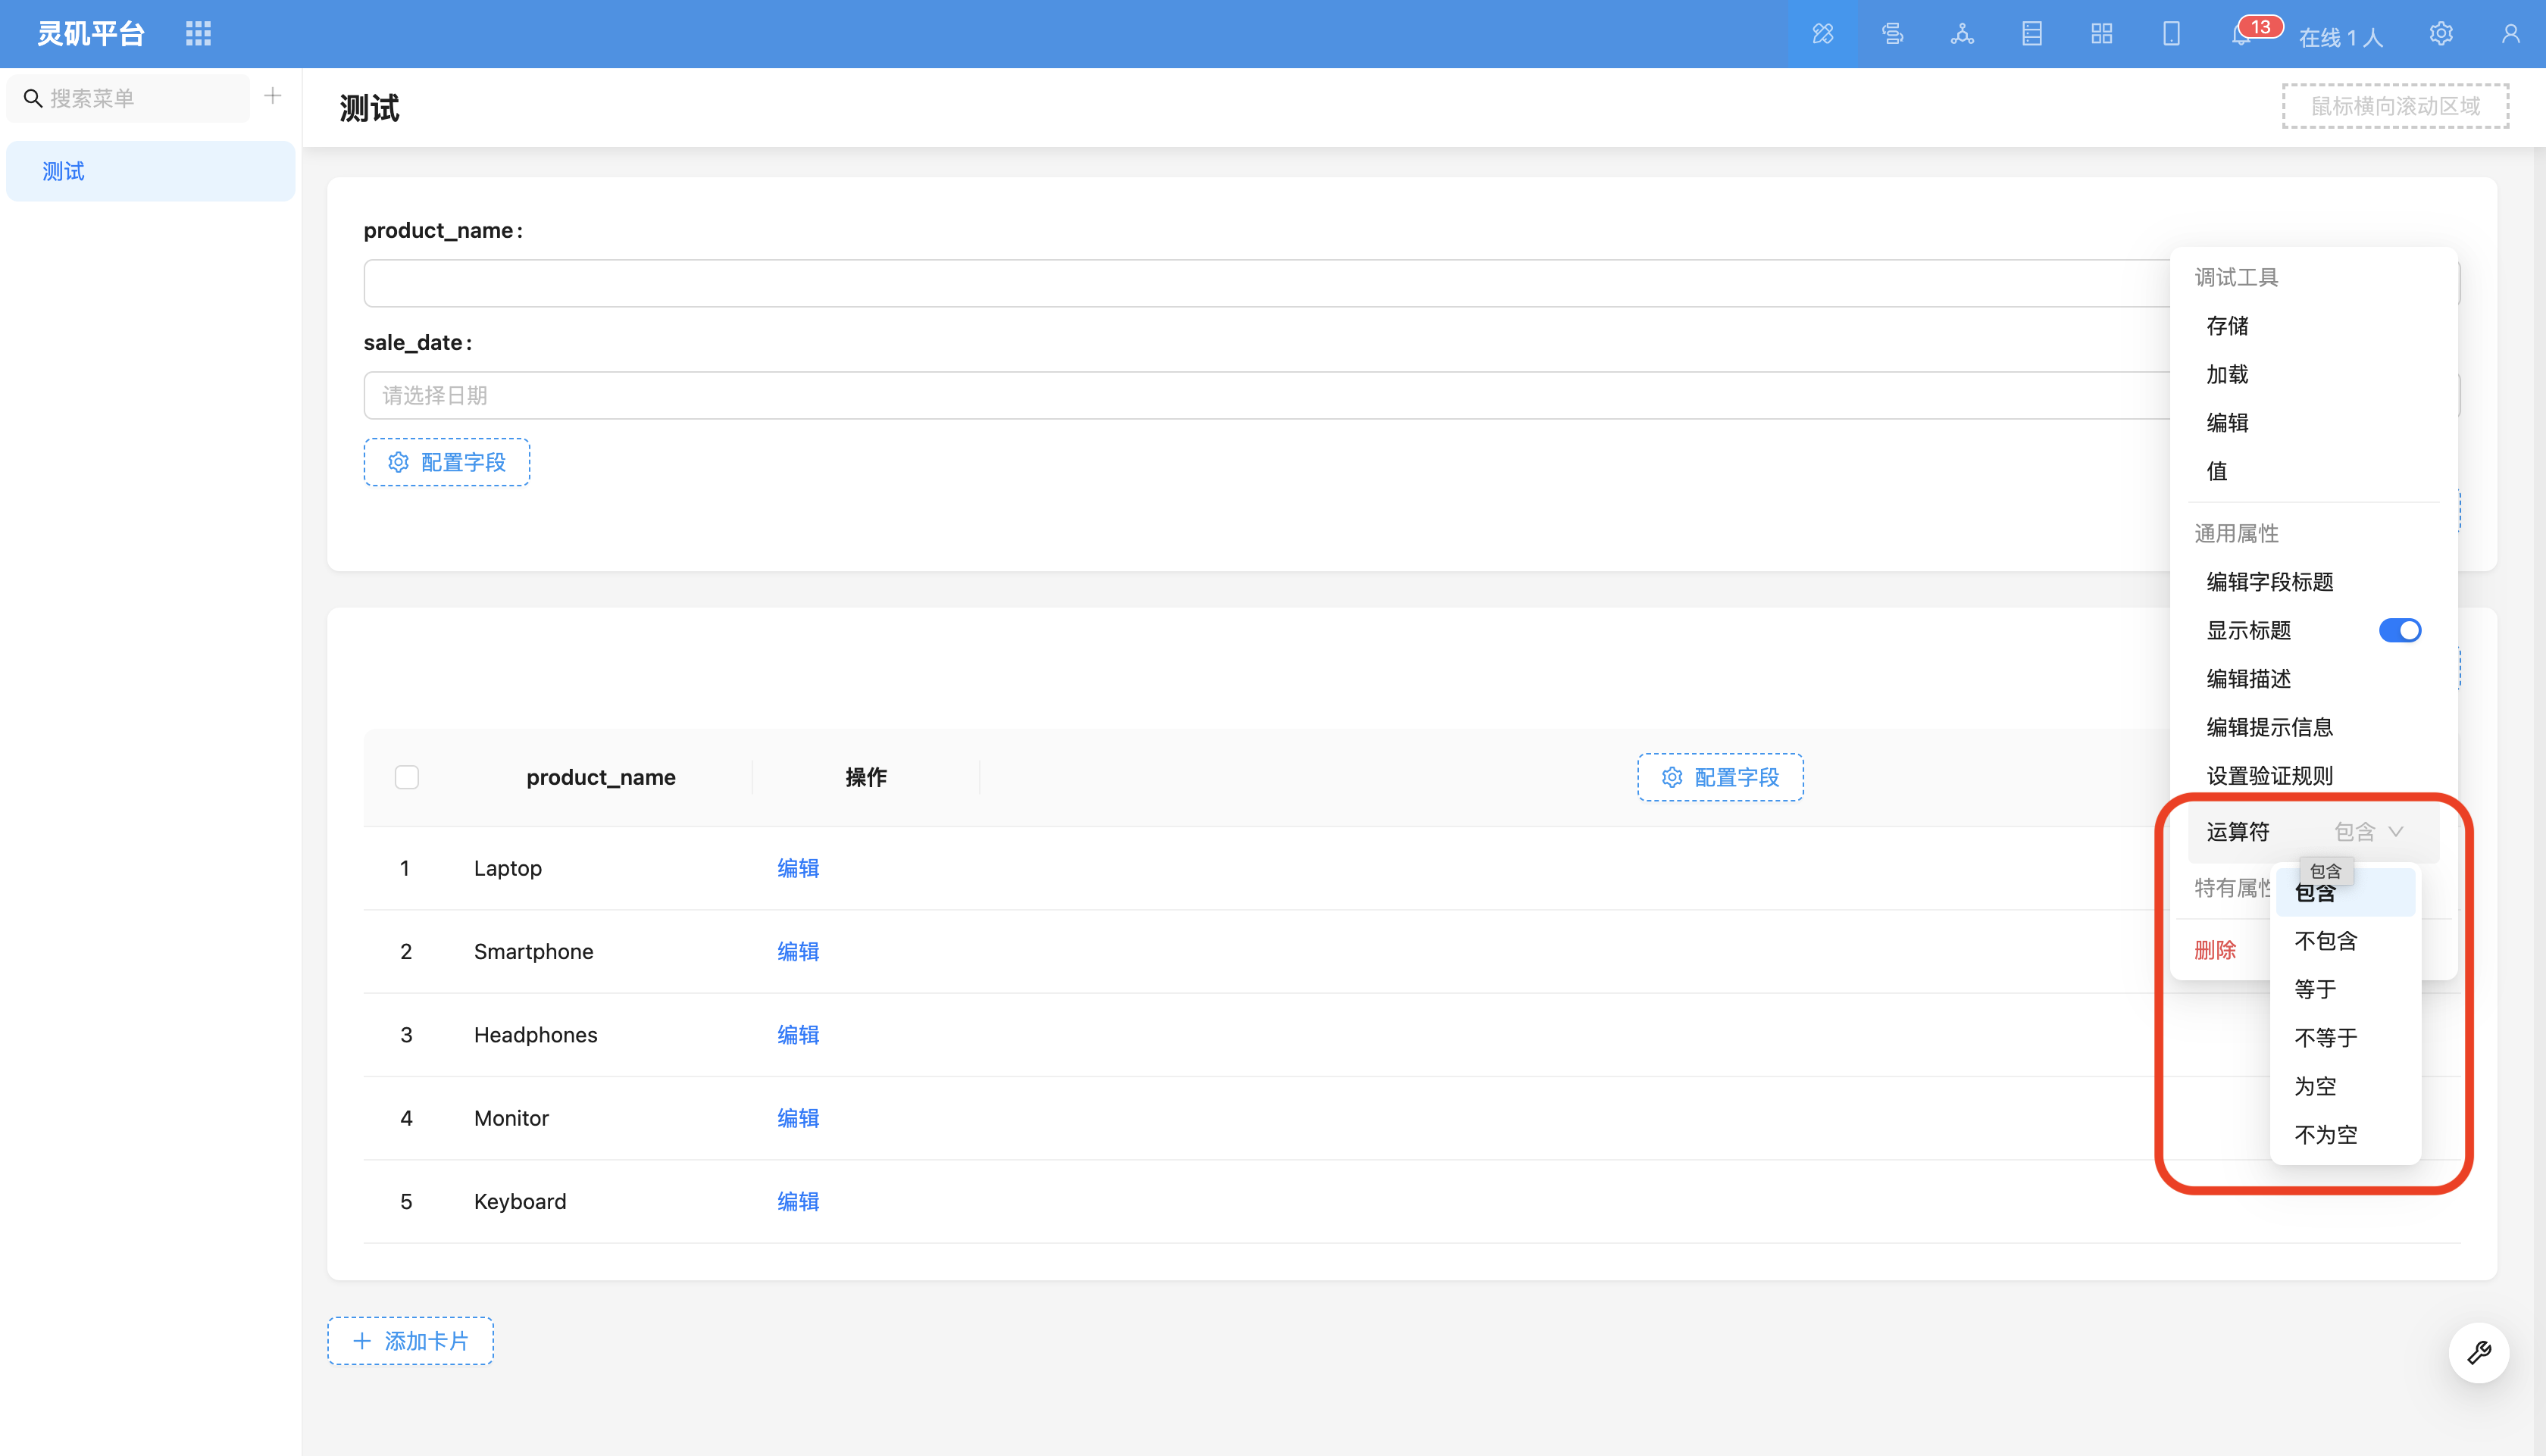 灵矶平台
13
在线 1 人
搜索菜单
测试
测试
鼠标横向滚动区域
product_name :
sale_date :
请选择日期
配置字段
product_name
操作
配置字段
1 Laptop 编辑
2 Smartphone 编辑
3 Headphones 编辑
4 Monitor 编辑
5 Keyboard 编辑
添加卡片
调试工具
存储
加载
编辑
值
通用属性
编辑字段标题
显示标题
编辑描述
编辑提示信息
设置验证规则
运算符 包含
包含
特有属性
删除
包含
不包含
等于
不等于
为空
不为空